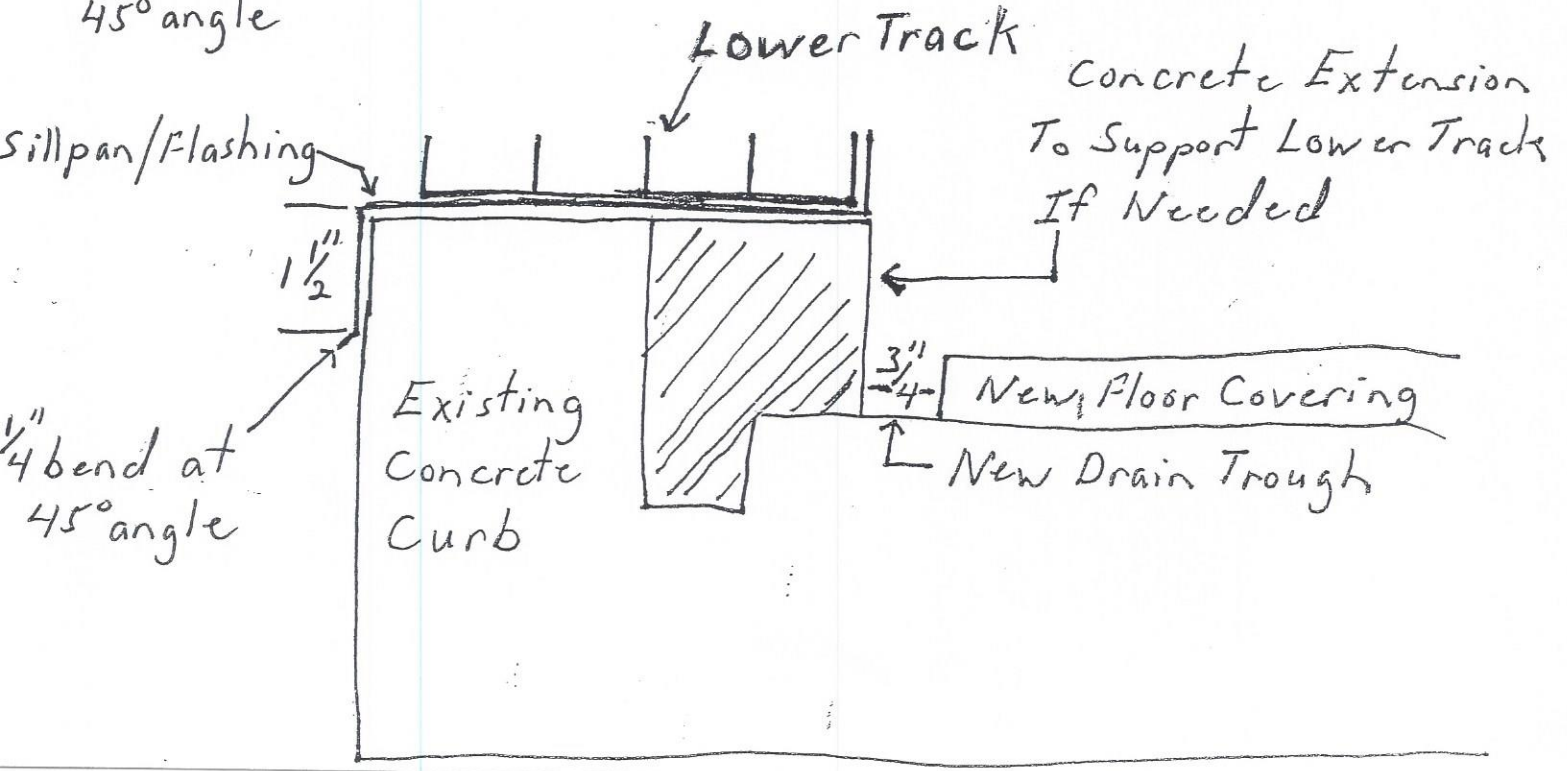 45° angle
Lower Track
Concrete Extension
To Support Lower Track
If Needed
Sillpan/Flashing
1 1/2"
3/4"
New Floor Covering
New Drain Trough
Existing
Concrete
Curb
1/4" bend at
45° angle